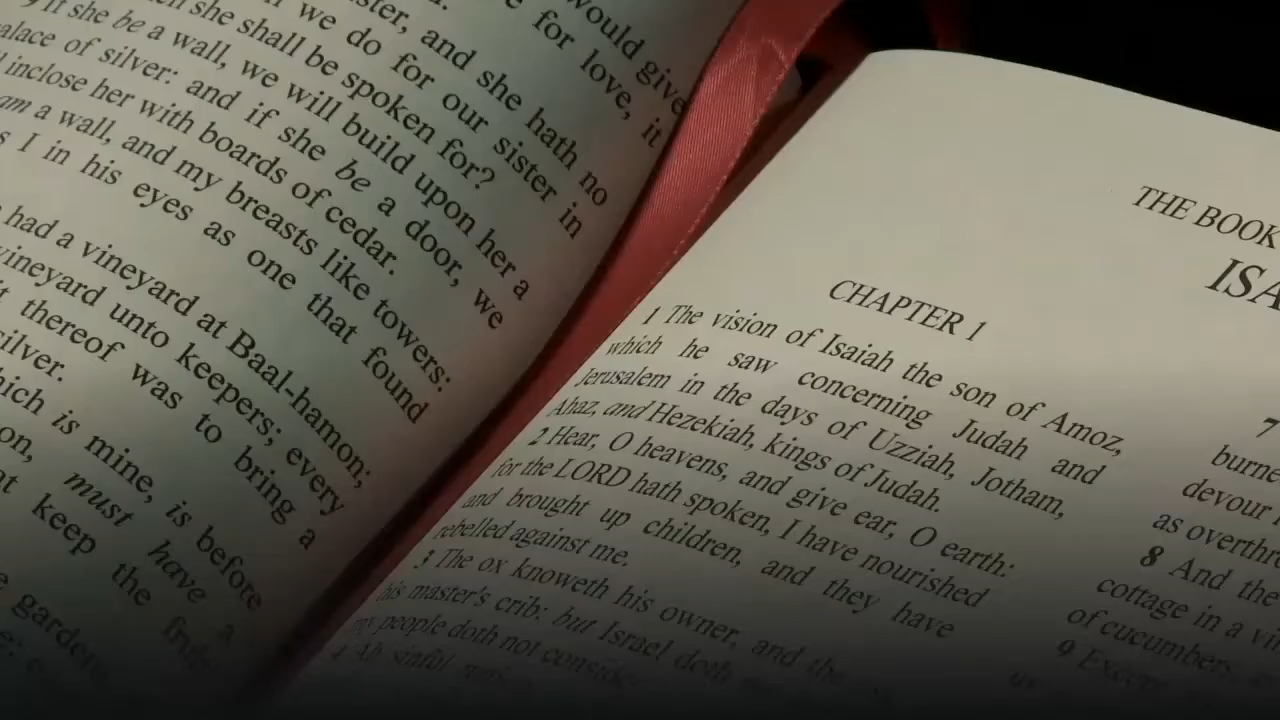 would give
for love, it
ster, and she hath no
we do for our sister in
she shall be spoken for?
if she be a wall, we will build upon her a
of silver: and if she be a door, we
inclose her with boards of cedar.
am a wall, and my breasts like towers:
I in his eyes as one that found
had a vineyard at Baal-hamon;
vineyard unto keepers; every
thereof was to bring a
silver.
is mine, is before
must have a
keep the
THE BOOK
ISA
CHAPTER 1
1 The vision of Isaiah the son of Amoz,
which he saw concerning Judah and
Jerusalem in the days of Uzziah, Jotham,
Ahaz, and Hezekiah, kings of Judah.
2 Hear, O heavens, and give ear, O earth:
for the LORD hath spoken, I have nourished
and brought up children, and they have
rebelled against me.
3 The ox knoweth his owner, and the
his master's crib: but Israel doth
my people doth not
4 Ah sinful
7
burne
devour
as overthr
8 And the
cottage in a vi
of cucumbers,
9 Except